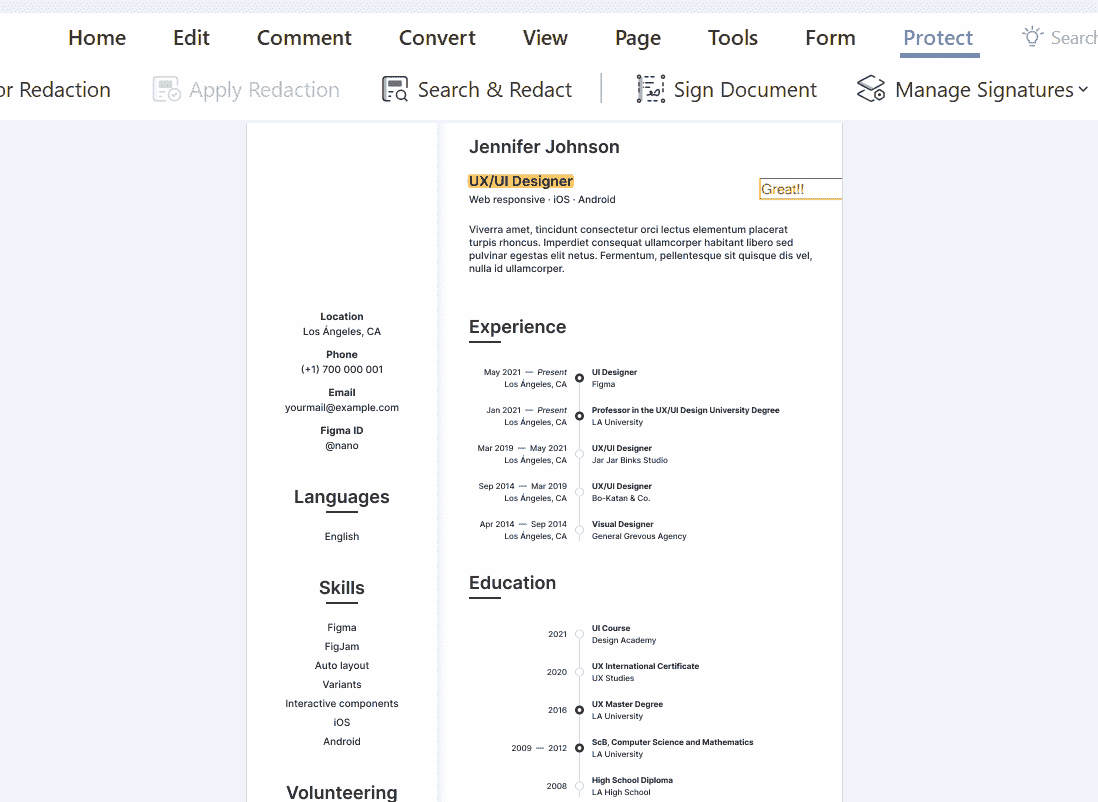 Home Edit Comment Convert View Page Tools Form Protect Search
or Redaction Apply Redaction Search & Redact Sign Document Manage Signatures
Jennifer Johnson
UX/UI Designer
Great!!
Web responsive · iOS · Android
Viverra amet, tincidunt consectetur orci lectus elementum placerat
turpis rhoncus. Imperdiet consequat ullamcorper habitant libero sed
pulvinar egestas elit netus. Fermentum, pellentesque sit quisque dis vel,
nulla id ullamcorper.
Location
Los Ángeles, CA
Phone
(+1) 700 000 001
Email
yourmail@example.com
Figma ID
@nano
Languages
English
Skills
Figma
FigJam
Auto layout
Variants
Interactive components
iOS
Android
Volunteering
Experience
May 2021 — Present UI Designer
Los Ángeles, CA Figma
Jan 2021 — Present Professor in the UX/UI Design University Degree
Los Ángeles, CA LA University
Mar 2019 — May 2021 UX/UI Designer
Los Ángeles, CA Jar Jar Binks Studio
Sep 2014 — Mar 2019 UX/UI Designer
Los Ángeles, CA Bo-Katan & Co.
Apr 2014 — Sep 2014 Visual Designer
Los Ángeles, CA General Grevous Agency
Education
2021 UI Course
Design Academy
2020 UX International Certificate
UX Studies
2016 UX Master Degree
LA University
2009 — 2012 ScB, Computer Science and Mathematics
LA University
2008 High School Diploma
LA High School